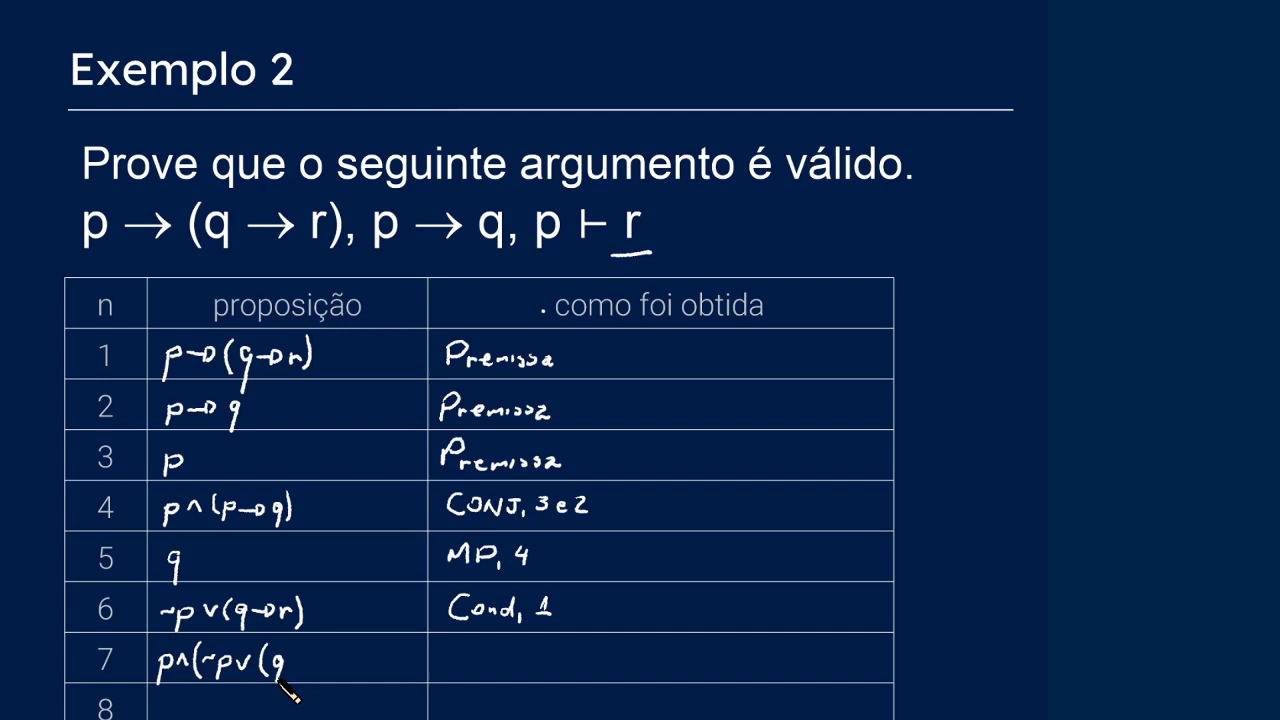 Exemplo 2
Prove que o seguinte argumento é válido.
p → (q → r), p → q, p ⊢ r
n proposição como foi obtida
1 p→(q→r) Premissa
2 p→q Premissa
3 p Premissa
4 p∧(p→q) CONJ, 3 e 2
5 q MP, 4
6 ~p∨(q→r) Cond, 1
7 p∧(~p∨(q
8